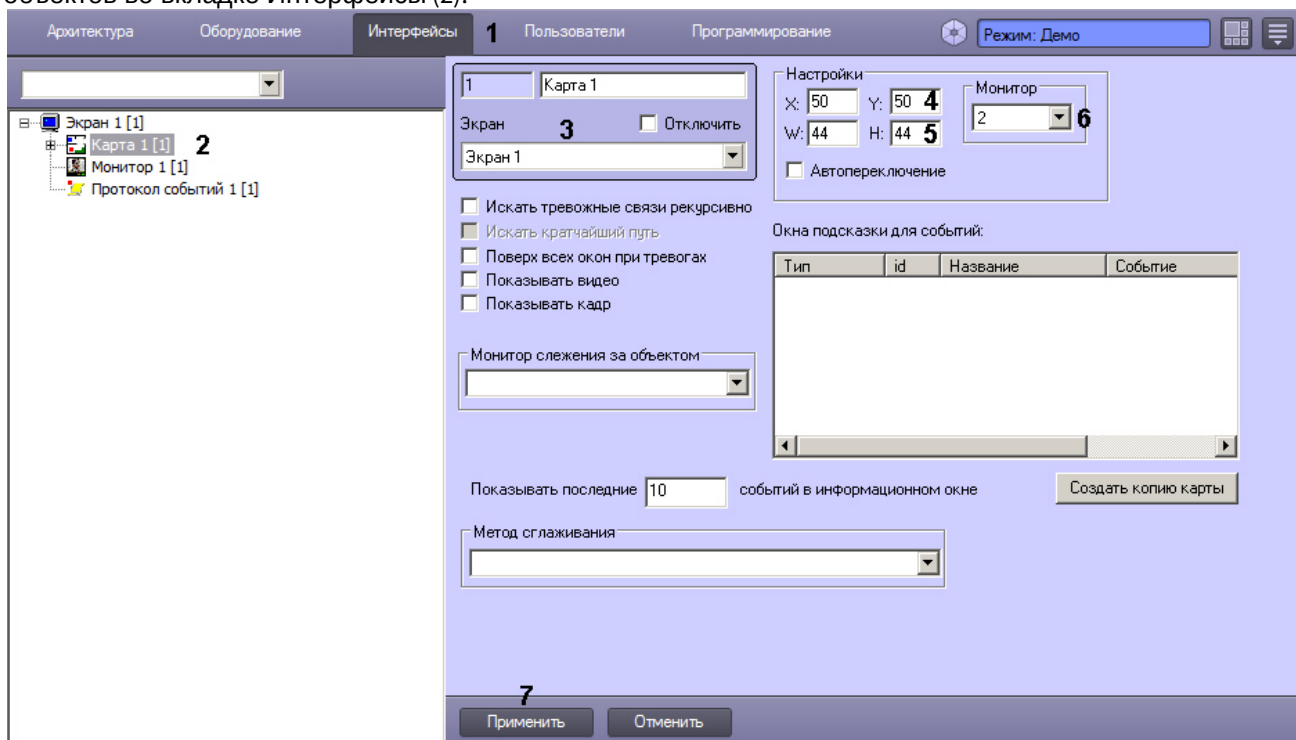 объектов во вкладке Интерфейсы (2).
Архитектура Оборудование Интерфейсы 1 Пользователи Программирование Режим: Демо
1 Карта 1
Экран 3 Отключить
Экран 1
Настройки
X: 50 Y: 50 4
W: 44 H: 44 5
Монитор
2 6
Автопереключение
Экран 1 [1]
Карта 1 [1] 2
Монитор 1 [1]
Протокол событий 1 [1]
Искать тревожные связи рекурсивно
Искать кратчайший путь
Поверх всех окон при тревогах
Показывать видео
Показывать кадр
Окна подсказки для событий:
Тип id Название Событие
Монитор слежения за объектом
Показывать последние 10 событий в информационном окне
Создать копию карты
Метод сглаживания
7
Применить Отменить